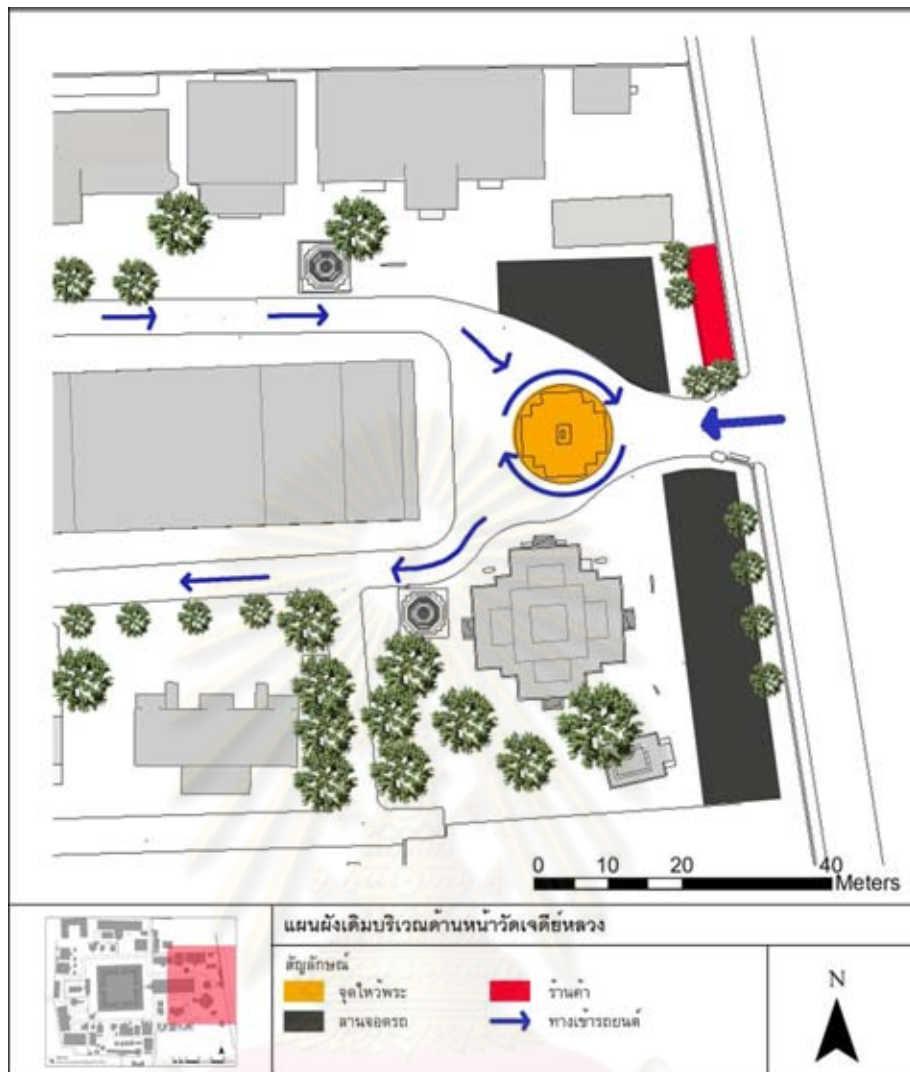 0 10 20 40
Meters
แผนผังเดิมบริเวณด้านหน้าวัดเจดีย์หลวง
สัญลักษณ์
จุดไหว้พระ
ร้านค้า
ลานจอดรถ
ทางเข้ารถยนต์
N